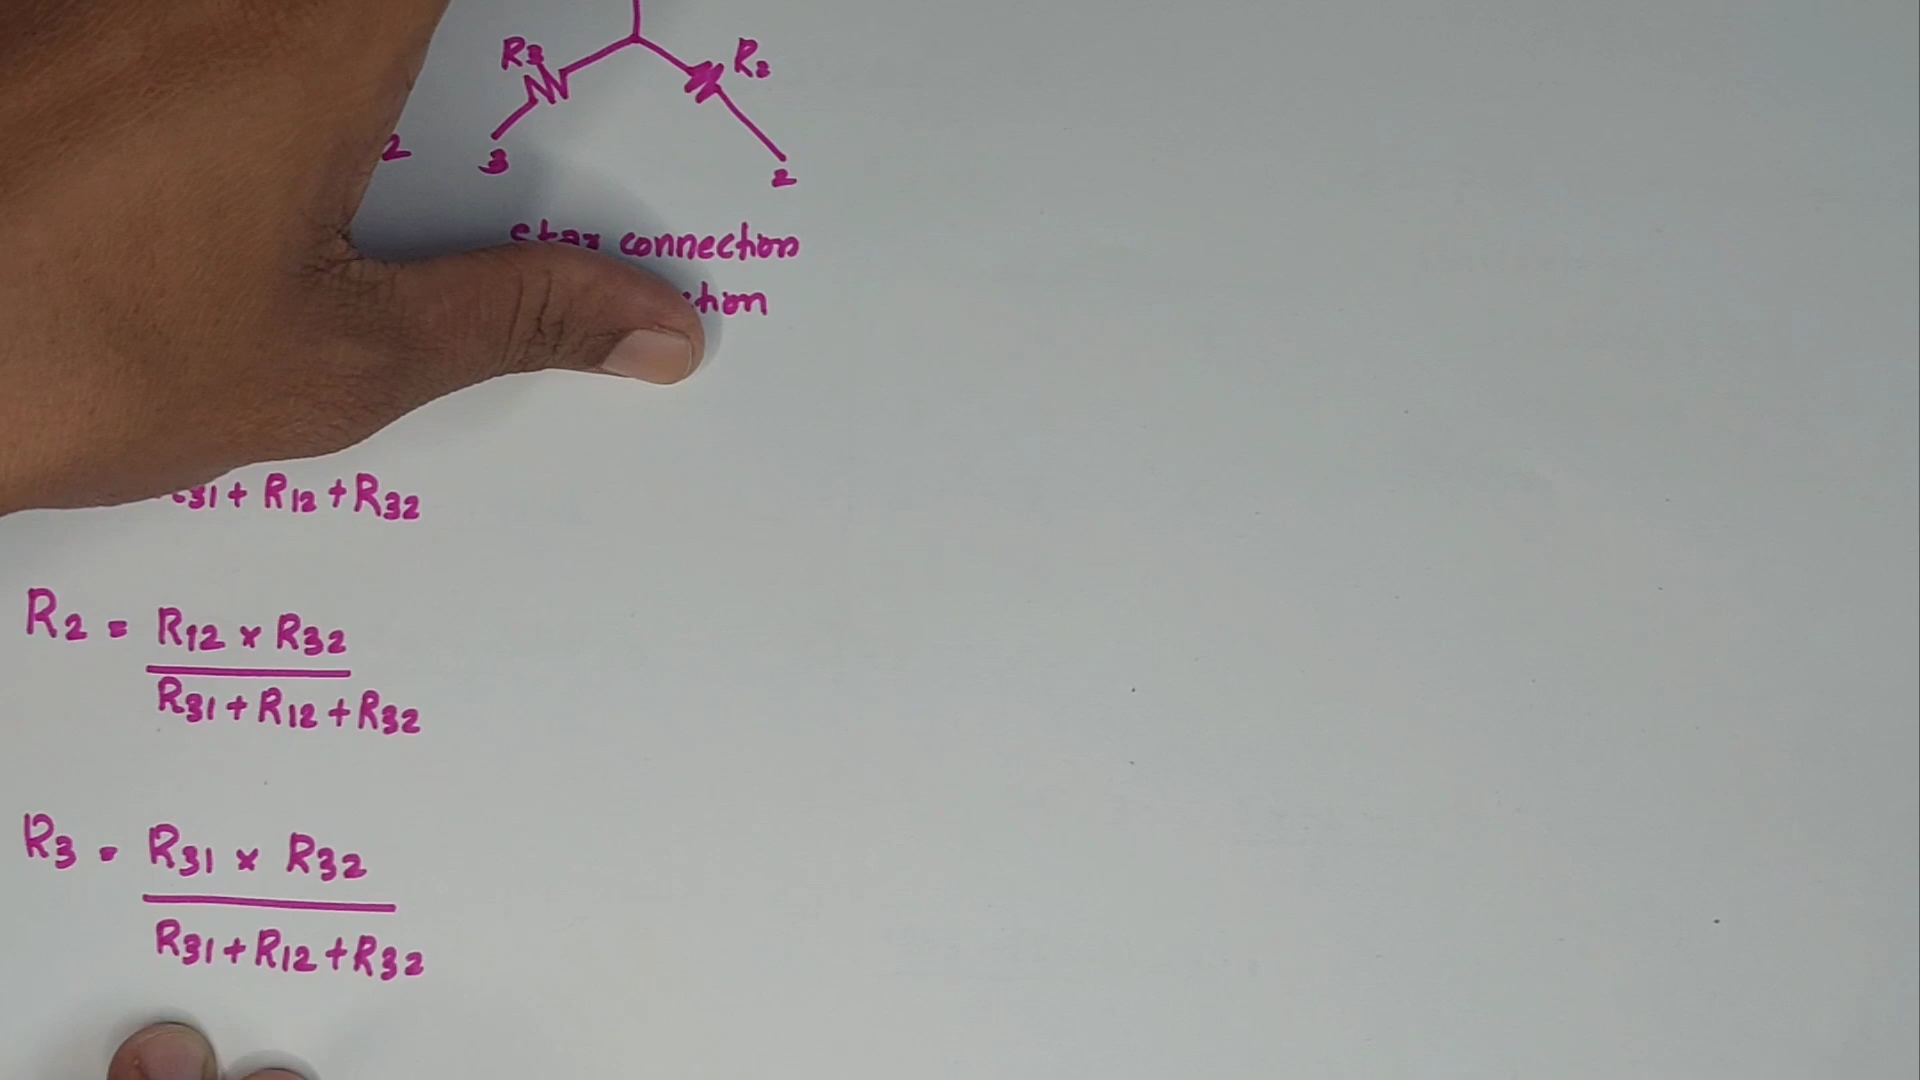 R3 R2
2 3 2
star connection
R31 + R12 + R32
R2 = R12 x R32
R31 + R12 + R32
R3 = R31 x R32
R31 + R12 + R32